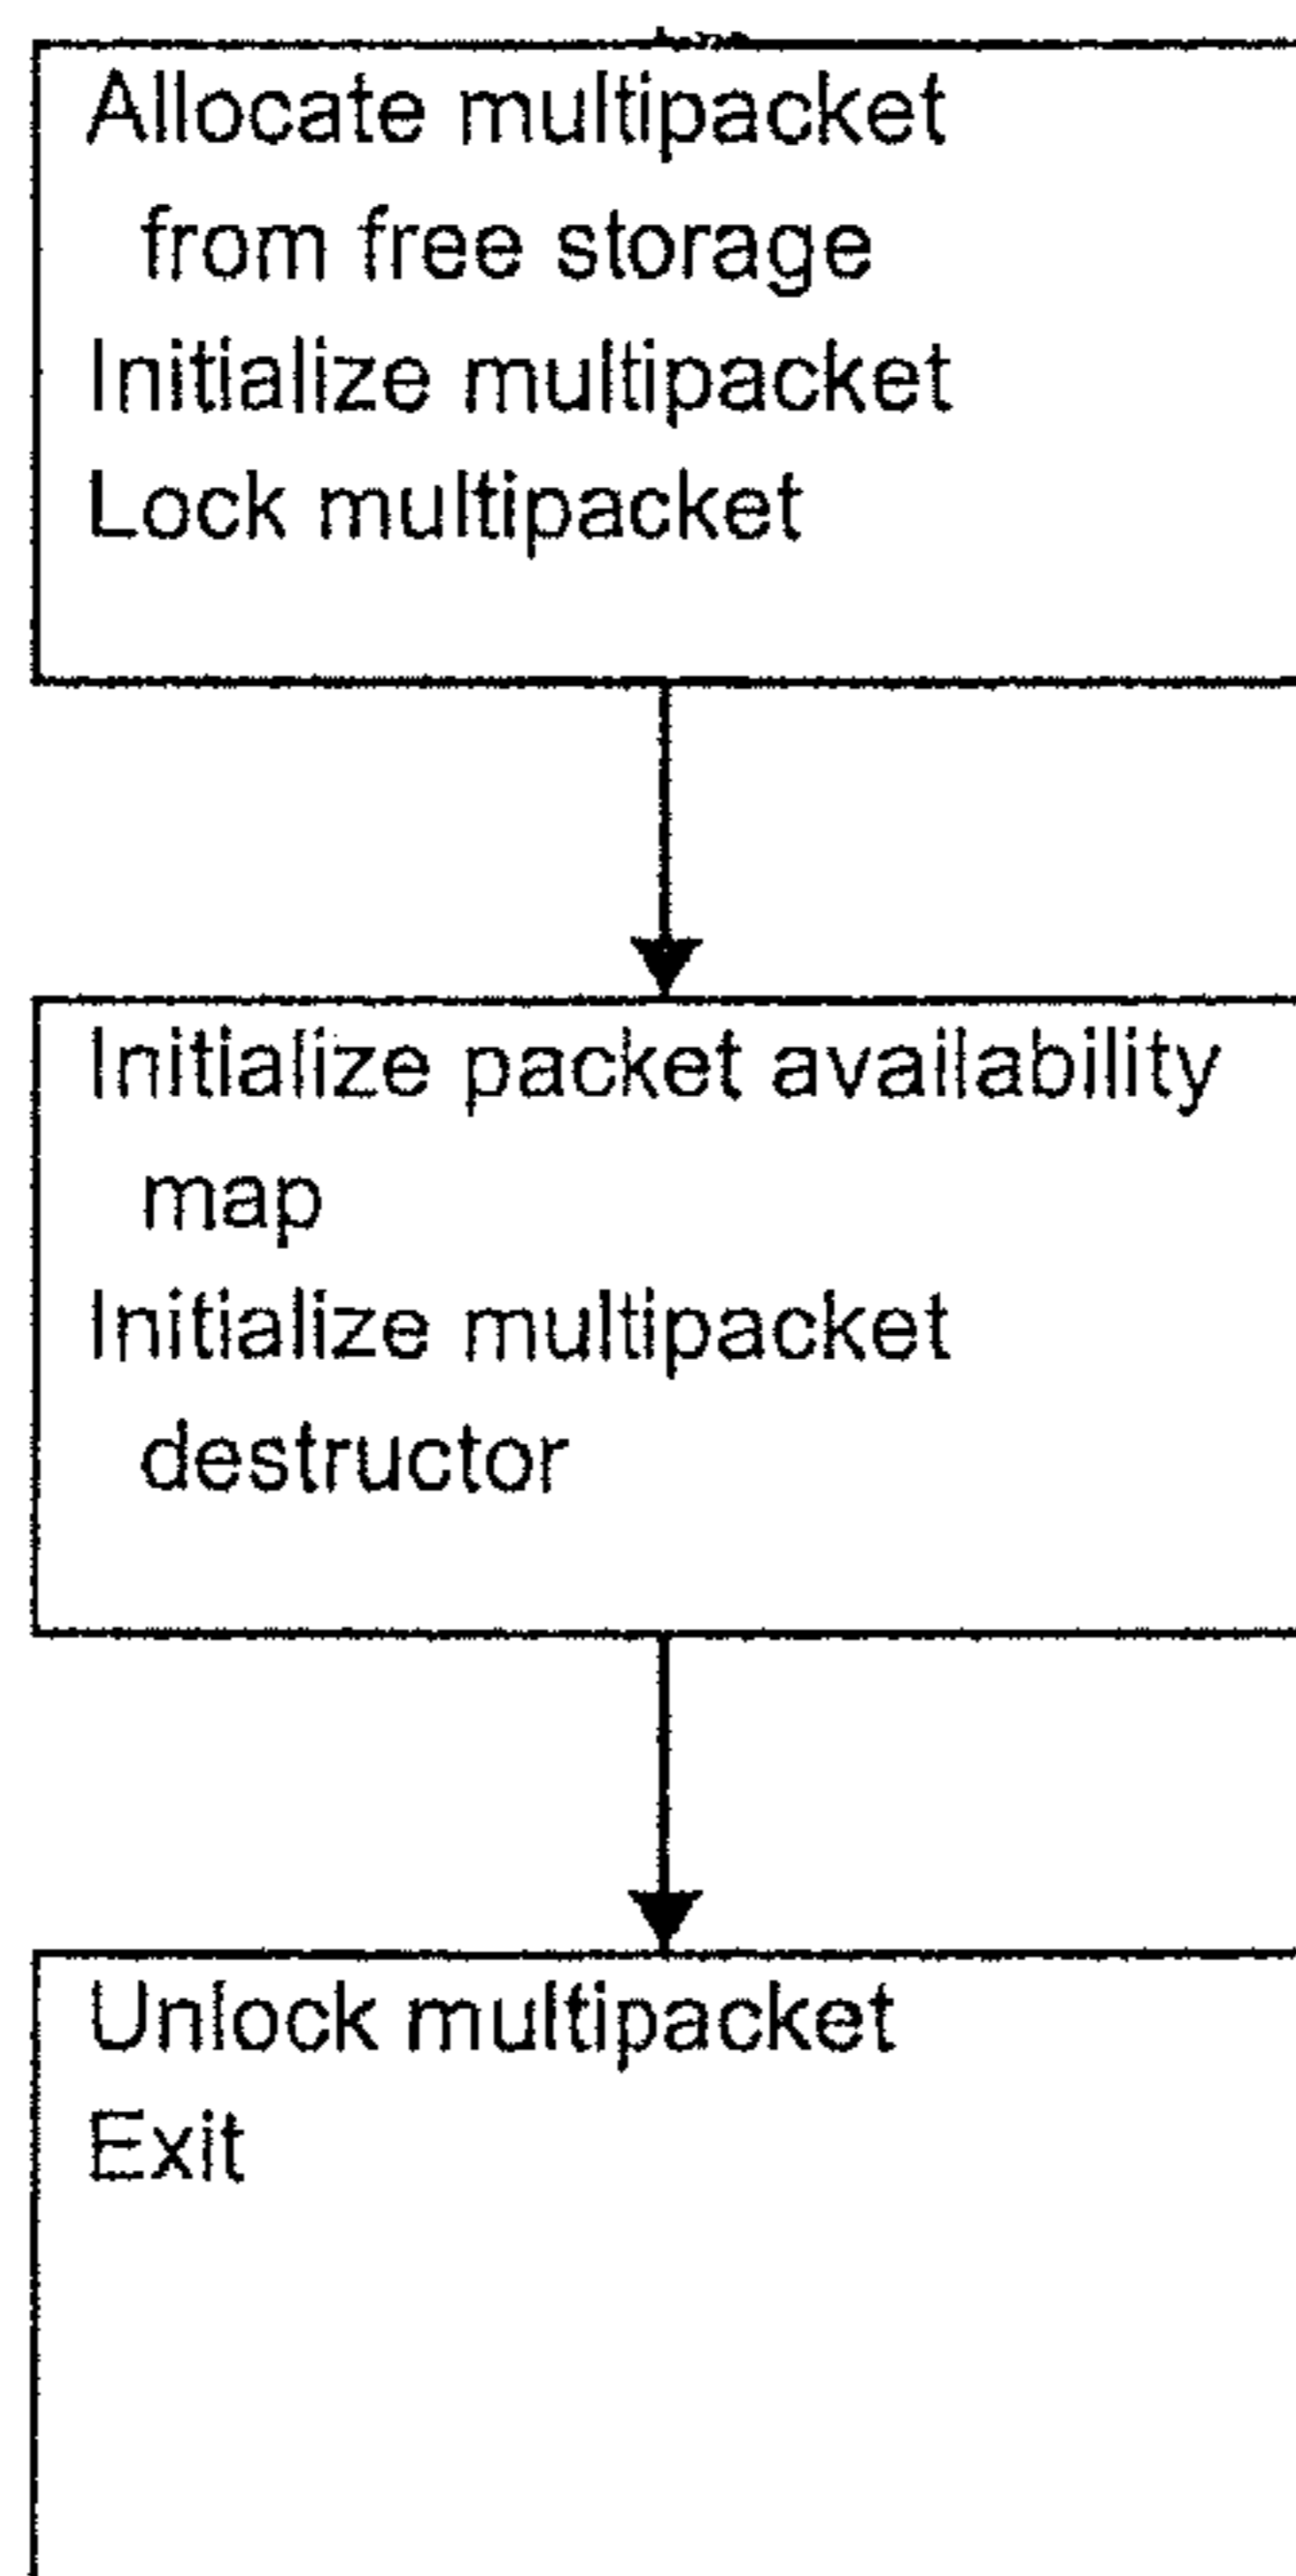 Allocate multipacket
from free storage
Initialize multipacket
Lock multipacket
Initialize packet availability
map
Initialize multipacket
destructor
Unlock multipacket
Exit